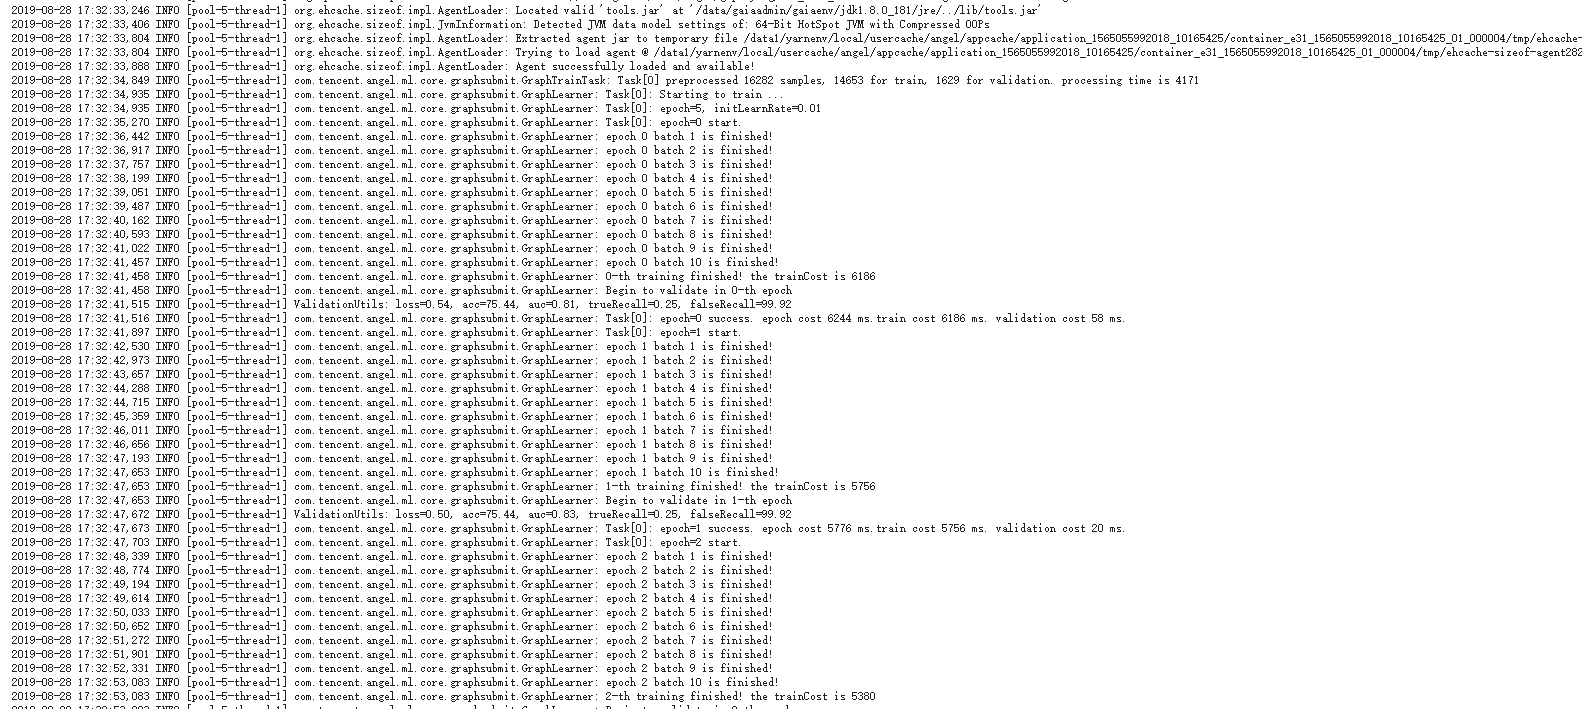 2019-08-28 17:32:33,246 INFO [pool-5-thread-1] org.ehcache.sizeof.impl.AgentLoader: Located valid 'tools.jar' at '/data/gaiaadmin/gaiaenv/jdk1.8.0_181/jre/../lib/tools.jar'
2019-08-28 17:32:33,406 INFO [pool-5-thread-1] org.ehcache.sizeof.impl.JvmInformation: Detected JVM data model settings of: 64-Bit HotSpot JVM with Compressed OOPs
2019-08-28 17:32:33,804 INFO [pool-5-thread-1] org.ehcache.sizeof.impl.AgentLoader: Extracted agent jar to temporary file /data1/yarnenv/local/usercache/angel/appcache/application_1565055992018_10165425/container_e31_1565055992018_10165425_01_000004/tmp/ehcache-
2019-08-28 17:32:33,804 INFO [pool-5-thread-1] org.ehcache.sizeof.impl.AgentLoader: Trying to load agent @ /data1/yarnenv/local/usercache/angel/appcache/application_1565055992018_10165425/container_e31_1565055992018_10165425_01_000004/tmp/ehcache-sizeof-agent282
2019-08-28 17:32:33,888 INFO [pool-5-thread-1] org.ehcache.sizeof.impl.AgentLoader: Agent successfully loaded and available!
2019-08-28 17:32:34,849 INFO [pool-5-thread-1] com.tencent.angel.ml.core.graphsubmit.GraphTrainTask: Task[0] preprocessed 16282 samples, 14653 for train, 1629 for validation. processing time is 4171
2019-08-28 17:32:34,935 INFO [pool-5-thread-1] com.tencent.angel.ml.core.graphsubmit.GraphLearner: Task[0]: Starting to train ...
2019-08-28 17:32:34,935 INFO [pool-5-thread-1] com.tencent.angel.ml.core.graphsubmit.GraphLearner: Task[0]: epoch=5, initLearnRate=0.01
2019-08-28 17:32:35,270 INFO [pool-5-thread-1] com.tencent.angel.ml.core.graphsubmit.GraphLearner: Task[0]: epoch=0 start.
2019-08-28 17:32:36,442 INFO [pool-5-thread-1] com.tencent.angel.ml.core.graphsubmit.GraphLearner: epoch 0 batch 1 is finished!
2019-08-28 17:32:36,917 INFO [pool-5-thread-1] com.tencent.angel.ml.core.graphsubmit.GraphLearner: epoch 0 batch 2 is finished!
2019-08-28 17:32:37,757 INFO [pool-5-thread-1] com.tencent.angel.ml.core.graphsubmit.GraphLearner: epoch 0 batch 3 is finished!
2019-08-28 17:32:38,199 INFO [pool-5-thread-1] com.tencent.angel.ml.core.graphsubmit.GraphLearner: epoch 0 batch 4 is finished!
2019-08-28 17:32:39,051 INFO [pool-5-thread-1] com.tencent.angel.ml.core.graphsubmit.GraphLearner: epoch 0 batch 5 is finished!
2019-08-28 17:32:39,487 INFO [pool-5-thread-1] com.tencent.angel.ml.core.graphsubmit.GraphLearner: epoch 0 batch 6 is finished!
2019-08-28 17:32:40,162 INFO [pool-5-thread-1] com.tencent.angel.ml.core.graphsubmit.GraphLearner: epoch 0 batch 7 is finished!
2019-08-28 17:32:40,593 INFO [pool-5-thread-1] com.tencent.angel.ml.core.graphsubmit.GraphLearner: epoch 0 batch 8 is finished!
2019-08-28 17:32:41,022 INFO [pool-5-thread-1] com.tencent.angel.ml.core.graphsubmit.GraphLearner: epoch 0 batch 9 is finished!
2019-08-28 17:32:41,457 INFO [pool-5-thread-1] com.tencent.angel.ml.core.graphsubmit.GraphLearner: epoch 0 batch 10 is finished!
2019-08-28 17:32:41,458 INFO [pool-5-thread-1] com.tencent.angel.ml.core.graphsubmit.GraphLearner: 0-th training finished! the trainCost is 6186
2019-08-28 17:32:41,458 INFO [pool-5-thread-1] com.tencent.angel.ml.core.graphsubmit.GraphLearner: Begin to validate in 0-th epoch
2019-08-28 17:32:41,515 INFO [pool-5-thread-1] ValidationUtils: loss=0.54, acc=75.44, auc=0.81, trueRecall=0.25, falseRecall=99.92
2019-08-28 17:32:41,516 INFO [pool-5-thread-1] com.tencent.angel.ml.core.graphsubmit.GraphLearner: Task[0]: epoch=0 success. epoch cost 6244 ms.train cost 6186 ms. validation cost 58 ms.
2019-08-28 17:32:41,897 INFO [pool-5-thread-1] com.tencent.angel.ml.core.graphsubmit.GraphLearner: Task[0]: epoch=1 start.
2019-08-28 17:32:42,530 INFO [pool-5-thread-1] com.tencent.angel.ml.core.graphsubmit.GraphLearner: epoch 1 batch 1 is finished!
2019-08-28 17:32:42,973 INFO [pool-5-thread-1] com.tencent.angel.ml.core.graphsubmit.GraphLearner: epoch 1 batch 2 is finished!
2019-08-28 17:32:43,657 INFO [pool-5-thread-1] com.tencent.angel.ml.core.graphsubmit.GraphLearner: epoch 1 batch 3 is finished!
2019-08-28 17:32:44,288 INFO [pool-5-thread-1] com.tencent.angel.ml.core.graphsubmit.GraphLearner: epoch 1 batch 4 is finished!
2019-08-28 17:32:44,715 INFO [pool-5-thread-1] com.tencent.angel.ml.core.graphsubmit.GraphLearner: epoch 1 batch 5 is finished!
2019-08-28 17:32:45,359 INFO [pool-5-thread-1] com.tencent.angel.ml.core.graphsubmit.GraphLearner: epoch 1 batch 6 is finished!
2019-08-28 17:32:46,011 INFO [pool-5-thread-1] com.tencent.angel.ml.core.graphsubmit.GraphLearner: epoch 1 batch 7 is finished!
2019-08-28 17:32:46,656 INFO [pool-5-thread-1] com.tencent.angel.ml.core.graphsubmit.GraphLearner: epoch 1 batch 8 is finished!
2019-08-28 17:32:47,193 INFO [pool-5-thread-1] com.tencent.angel.ml.core.graphsubmit.GraphLearner: epoch 1 batch 9 is finished!
2019-08-28 17:32:47,653 INFO [pool-5-thread-1] com.tencent.angel.ml.core.graphsubmit.GraphLearner: epoch 1 batch 10 is finished!
2019-08-28 17:32:47,653 INFO [pool-5-thread-1] com.tencent.angel.ml.core.graphsubmit.GraphLearner: 1-th training finished! the trainCost is 5756
2019-08-28 17:32:47,653 INFO [pool-5-thread-1] com.tencent.angel.ml.core.graphsubmit.GraphLearner: Begin to validate in 1-th epoch
2019-08-28 17:32:47,672 INFO [pool-5-thread-1] ValidationUtils: loss=0.50, acc=75.44, auc=0.83, trueRecall=0.25, falseRecall=99.92
2019-08-28 17:32:47,673 INFO [pool-5-thread-1] com.tencent.angel.ml.core.graphsubmit.GraphLearner: Task[0]: epoch=1 success. epoch cost 5776 ms.train cost 5756 ms. validation cost 20 ms.
2019-08-28 17:32:47,703 INFO [pool-5-thread-1] com.tencent.angel.ml.core.graphsubmit.GraphLearner: Task[0]: epoch=2 start.
2019-08-28 17:32:48,339 INFO [pool-5-thread-1] com.tencent.angel.ml.core.graphsubmit.GraphLearner: epoch 2 batch 1 is finished!
2019-08-28 17:32:48,774 INFO [pool-5-thread-1] com.tencent.angel.ml.core.graphsubmit.GraphLearner: epoch 2 batch 2 is finished!
2019-08-28 17:32:49,194 INFO [pool-5-thread-1] com.tencent.angel.ml.core.graphsubmit.GraphLearner: epoch 2 batch 3 is finished!
2019-08-28 17:32:49,614 INFO [pool-5-thread-1] com.tencent.angel.ml.core.graphsubmit.GraphLearner: epoch 2 batch 4 is finished!
2019-08-28 17:32:50,033 INFO [pool-5-thread-1] com.tencent.angel.ml.core.graphsubmit.GraphLearner: epoch 2 batch 5 is finished!
2019-08-28 17:32:50,652 INFO [pool-5-thread-1] com.tencent.angel.ml.core.graphsubmit.GraphLearner: epoch 2 batch 6 is finished!
2019-08-28 17:32:51,272 INFO [pool-5-thread-1] com.tencent.angel.ml.core.graphsubmit.GraphLearner: epoch 2 batch 7 is finished!
2019-08-28 17:32:51,901 INFO [pool-5-thread-1] com.tencent.angel.ml.core.graphsubmit.GraphLearner: epoch 2 batch 8 is finished!
2019-08-28 17:32:52,331 INFO [pool-5-thread-1] com.tencent.angel.ml.core.graphsubmit.GraphLearner: epoch 2 batch 9 is finished!
2019-08-28 17:32:53,083 INFO [pool-5-thread-1] com.tencent.angel.ml.core.graphsubmit.GraphLearner: epoch 2 batch 10 is finished!
2019-08-28 17:32:53,083 INFO [pool-5-thread-1] com.tencent.angel.ml.core.graphsubmit.GraphLearner: 2-th training finished! the trainCost is 5380